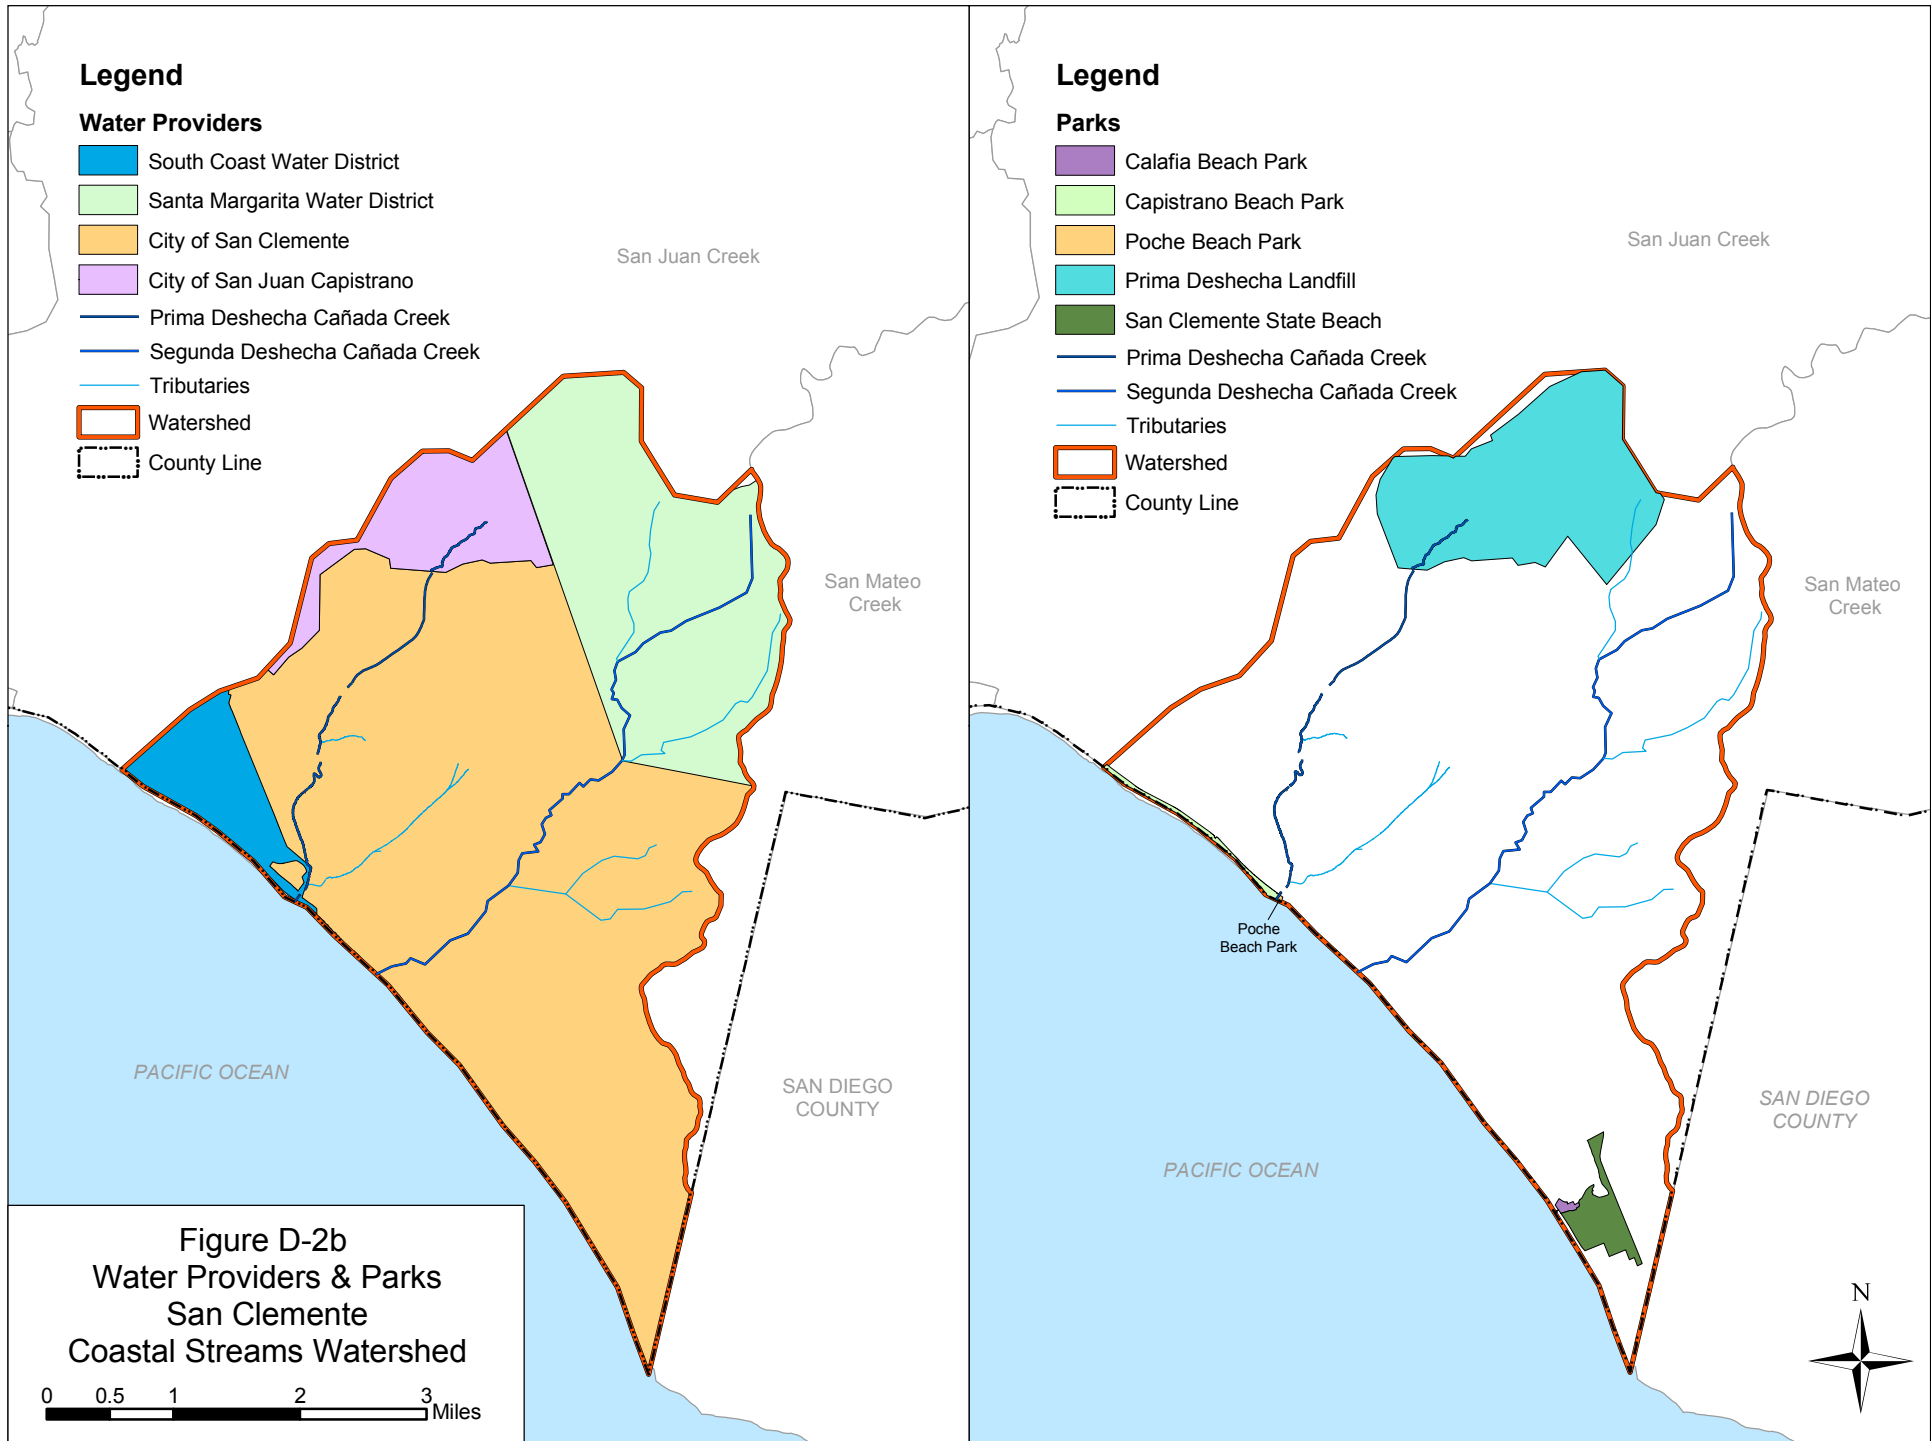 Legend
Water Providers
South Coast Water District
Santa Margarita Water District
City of San Clemente
City of San Juan Capistrano
Prima Deshecha Cañada Creek
Segunda Deshecha Cañada Creek
Tributaries
Watershed
County Line
San Juan Creek
San Mateo
Creek
SAN DIEGO
COUNTY
PACIFIC OCEAN
Figure D-2b
Water Providers & Parks
San Clemente
Coastal Streams Watershed
0 0.5 1 2 3
Miles
Legend
Parks
Calafia Beach Park
Capistrano Beach Park
Poche Beach Park
Prima Deshecha Landfill
San Clemente State Beach
Prima Deshecha Cañada Creek
Segunda Deshecha Cañada Creek
Tributaries
Watershed
County Line
San Juan Creek
San Mateo
Creek
Poche
Beach Park
SAN DIEGO
COUNTY
PACIFIC OCEAN
N